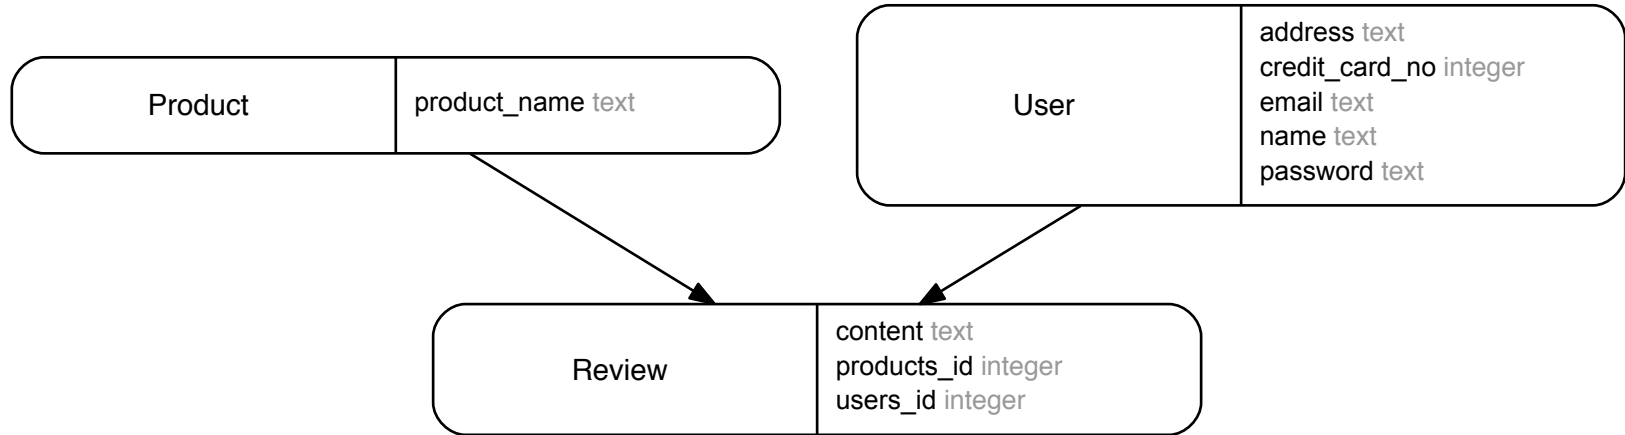 Product
product_name text
User
address text
credit_card_no integer
email text
name text
password text
Review
content text
products_id integer
users_id integer